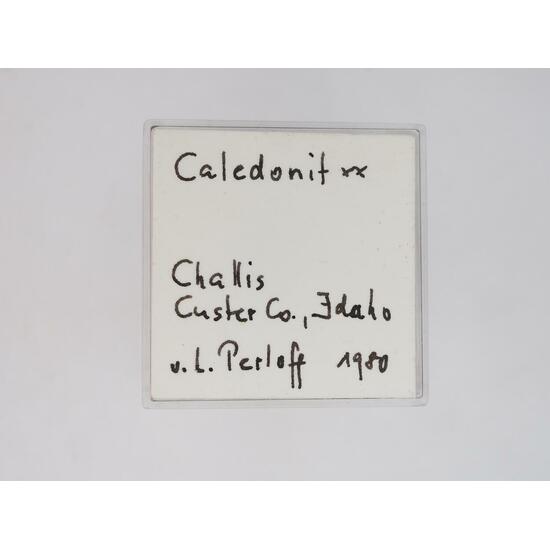 Caledonit xx
Challis
Custer Co., Idaho
v. L. Perloff 1980